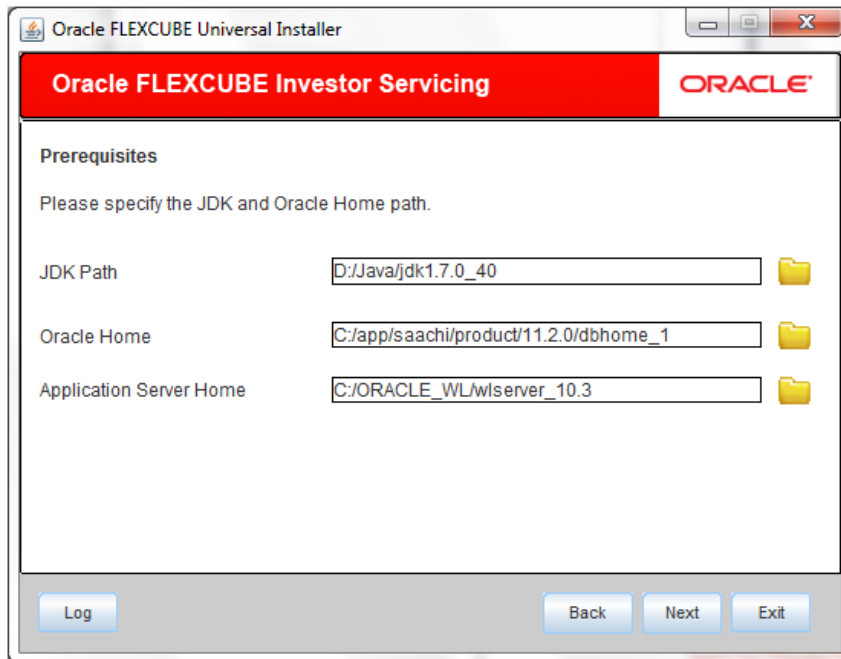 Oracle FLEXCUBE Universal Installer
Oracle FLEXCUBE Investor Servicing
ORACLE
Prerequisites
Please specify the JDK and Oracle Home path.
JDK Path
D:/Java/jdk1.7.0_40
Oracle Home
C:/app/saachi/product/11.2.0/dbhome_1
Application Server Home
C:/ORACLE_WL/wlserver_10.3
Log
Back
Next
Exit